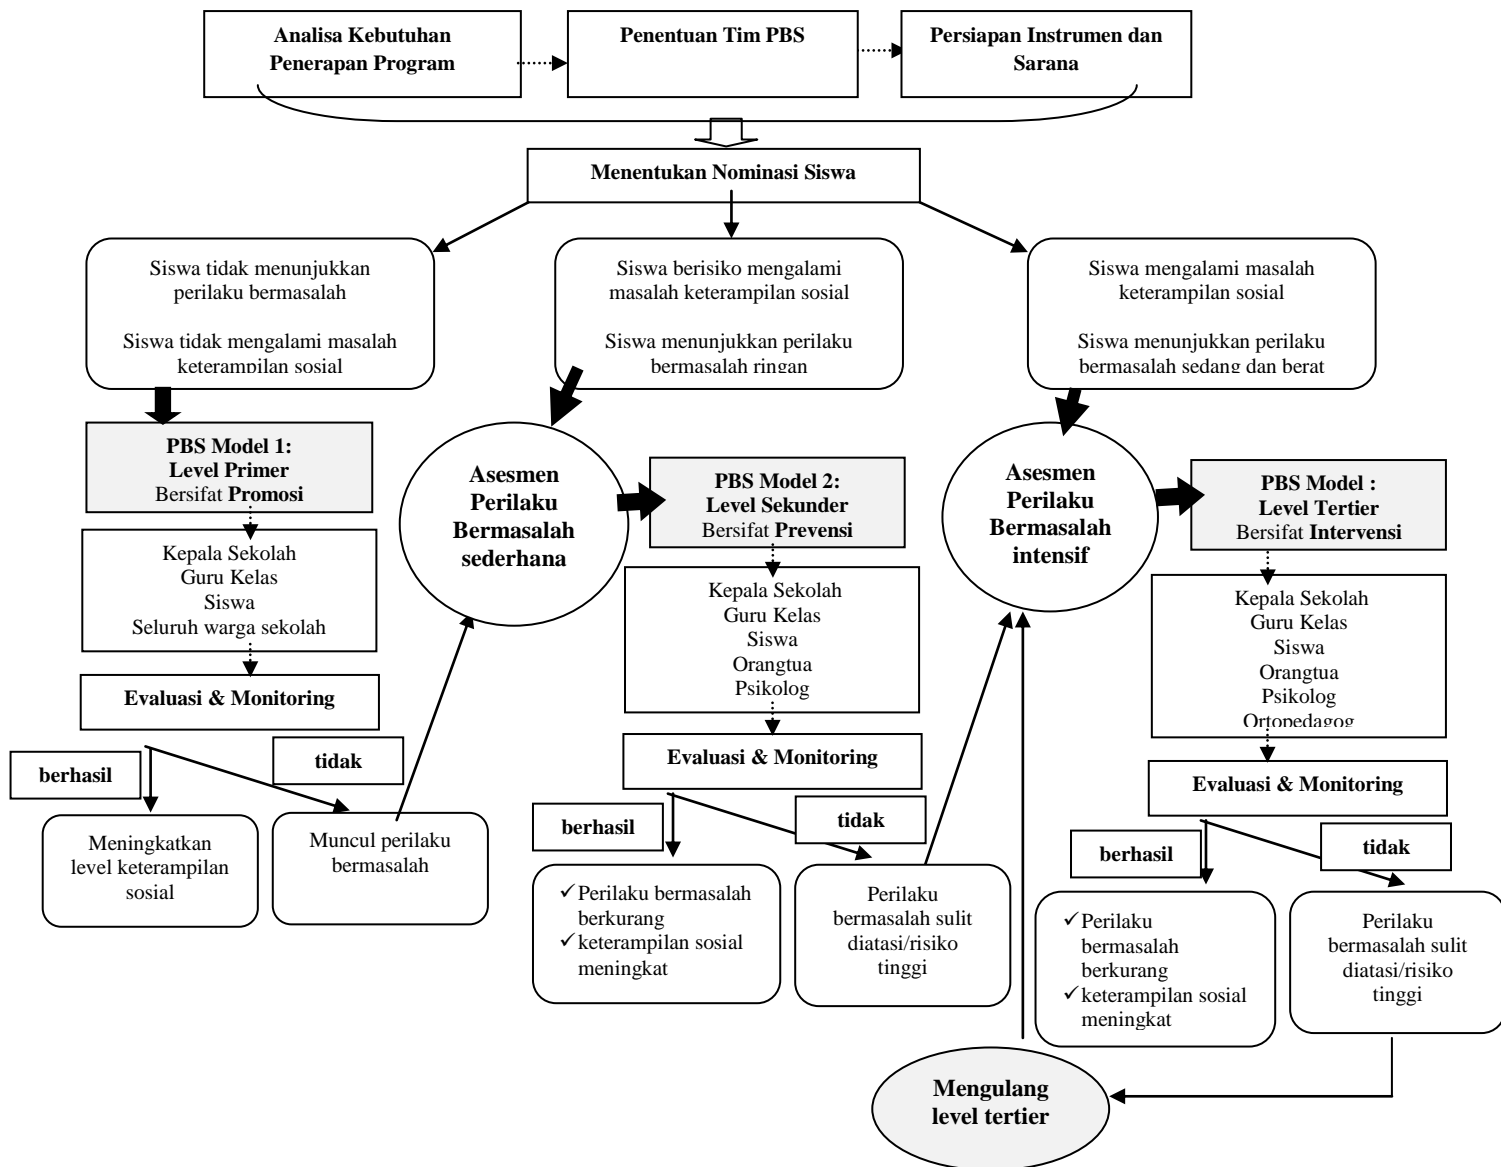 Analisa Kebutuhan
Penerapan Program
Penentuan Tim PBS
Persiapan Instrumen dan
Sarana
Menentukan Nominasi Siswa
Siswa tidak menunjukkan
perilaku bermasalah
Siswa tidak mengalami masalah
keterampilan sosial
Siswa berisiko mengalami
masalah keterampilan sosial
Siswa menunjukkan perilaku
bermasalah ringan
Siswa mengalami masalah
keterampilan sosial
Siswa menunjukkan perilaku
bermasalah sedang dan berat
PBS Model 1:
Level Primer
Bersifat Promosi
Kepala Sekolah
Guru Kelas
Siswa
Seluruh warga sekolah
Evaluasi & Monitoring
berhasil
tidak
Meningkatkan
level keterampilan
sosial
Muncul perilaku
bermasalah
Asesmen
Perilaku
Bermasalah
sederhana
PBS Model 2:
Level Sekunder
Bersifat Prevensi
Kepala Sekolah
Guru Kelas
Siswa
Orangtua
Psikolog
Evaluasi & Monitoring
berhasil
tidak
✓Perilaku bermasalah
berkurang
✓keterampilan sosial
meningkat
Perilaku
bermasalah sulit
diatasi/risiko
tinggi
Asesmen
Perilaku
Bermasalah
intensif
PBS Model :
Level Tertier
Bersifat Intervensi
Kepala Sekolah
Guru Kelas
Siswa
Orangtua
Psikolog
Ortopedagog
Evaluasi & Monitoring
berhasil
tidak
✓Perilaku
bermasalah
berkurang
✓keterampilan sosial
meningkat
Perilaku
bermasalah sulit
diatasi/risiko
tinggi
Mengulang
level tertier